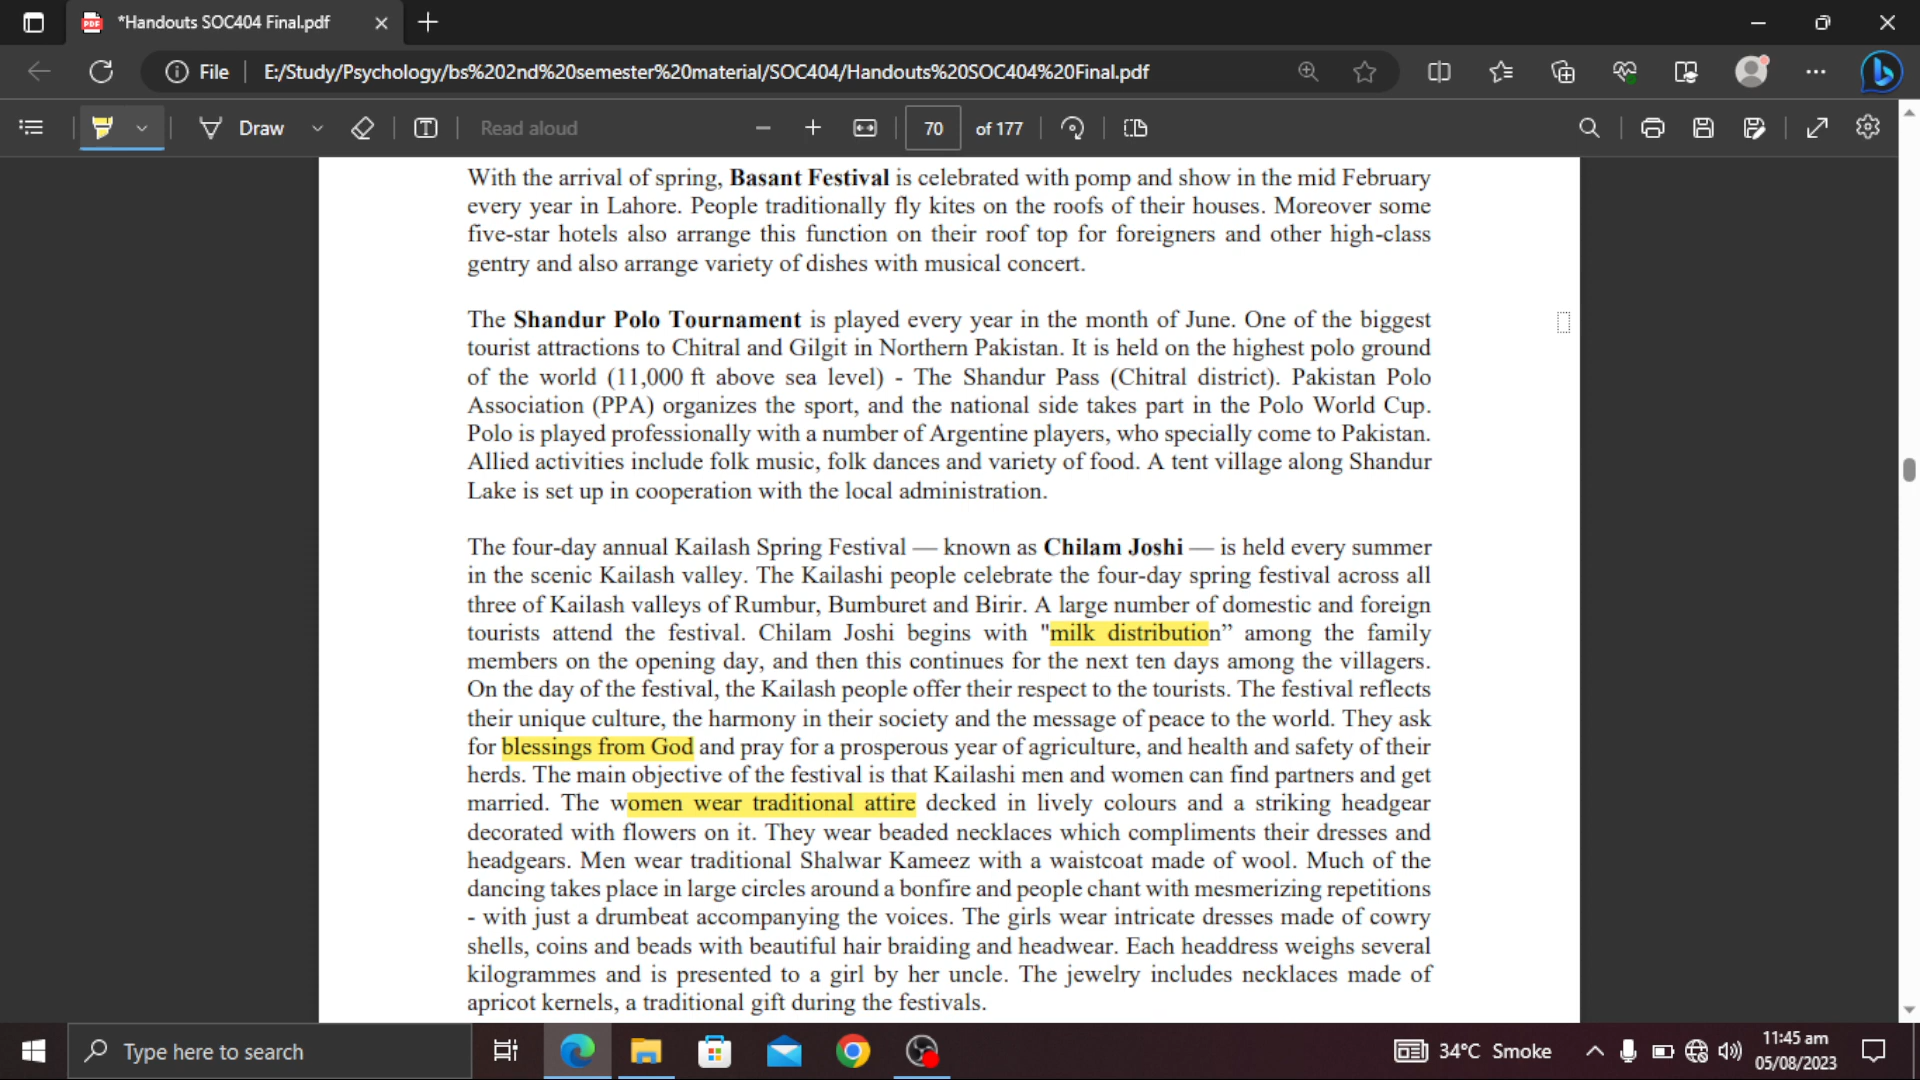 *Handouts SOC404 Final.pdf
File
E:/Study/Psychology/bs%202nd%20semester%20material/SOC404/Handouts%20SOC404%20Final.pdf
Draw
Read aloud
70
of 177
With the arrival of spring, Basant Festival is celebrated with pomp and show in the mid February
every year in Lahore. People traditionally fly kites on the roofs of their houses. Moreover some
five-star hotels also arrange this function on their roof top for foreigners and other high-class
gentry and also arrange variety of dishes with musical concert.
The Shandur Polo Tournament is played every year in the month of June. One of the biggest
tourist attractions to Chitral and Gilgit in Northern Pakistan. It is held on the highest polo ground
of the world (11,000 ft above sea level) - The Shandur Pass (Chitral district). Pakistan Polo
Association (PPA) organizes the sport, and the national side takes part in the Polo World Cup.
Polo is played professionally with a number of Argentine players, who specially come to Pakistan.
Allied activities include folk music, folk dances and variety of food. A tent village along Shandur
Lake is set up in cooperation with the local administration.
The four-day annual Kailash Spring Festival — known as Chilam Joshi — is held every summer
in the scenic Kailash valley. The Kailashi people celebrate the four-day spring festival across all
three of Kailash valleys of Rumbur, Bumburet and Birir. A large number of domestic and foreign
tourists attend the festival. Chilam Joshi begins with "milk distribution” among the family
members on the opening day, and then this continues for the next ten days among the villagers.
On the day of the festival, the Kailash people offer their respect to the tourists. The festival reflects
their unique culture, the harmony in their society and the message of peace to the world. They ask
for blessings from God and pray for a prosperous year of agriculture, and health and safety of their
herds. The main objective of the festival is that Kailashi men and women can find partners and get
married. The women wear traditional attire decked in lively colours and a striking headgear
decorated with flowers on it. They wear beaded necklaces which compliments their dresses and
headgears. Men wear traditional Shalwar Kameez with a waistcoat made of wool. Much of the
dancing takes place in large circles around a bonfire and people chant with mesmerizing repetitions
- with just a drumbeat accompanying the voices. The girls wear intricate dresses made of cowry
shells, coins and beads with beautiful hair braiding and headwear. Each headdress weighs several
kilogrammes and is presented to a girl by her uncle. The jewelry includes necklaces made of
apricot kernels, a traditional gift during the festivals.
Type here to search
34°C Smoke
11:45 am
05/08/2023